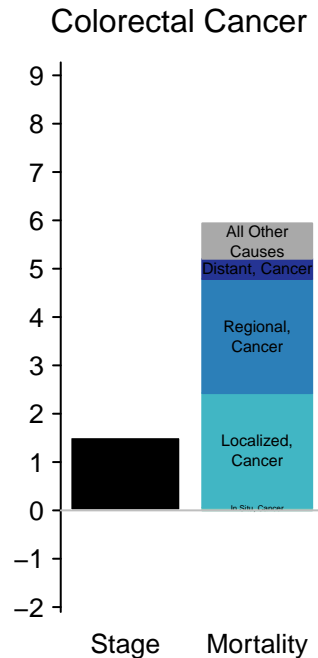 Colorectal Cancer
9
8
7
6
5
4
3
2
1
0
−1
−2
All Other
Causes
Distant, Cancer
Regional,
Cancer
Localized,
Cancer
In Situ, Cancer
Stage
Mortality